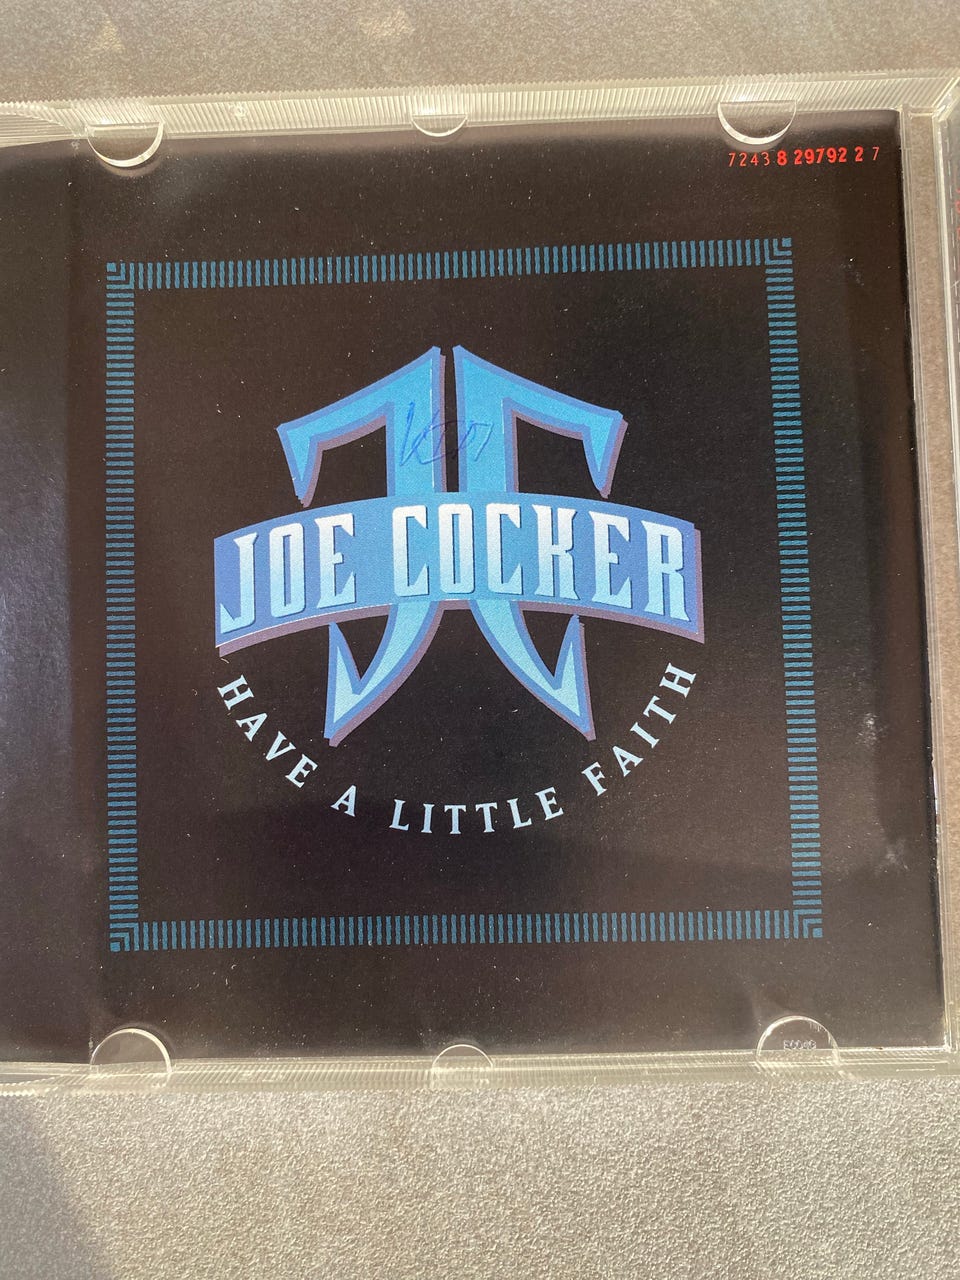 7243 8 29792 2 7
JOE COCKER
HAVE A LITTLE FAITH